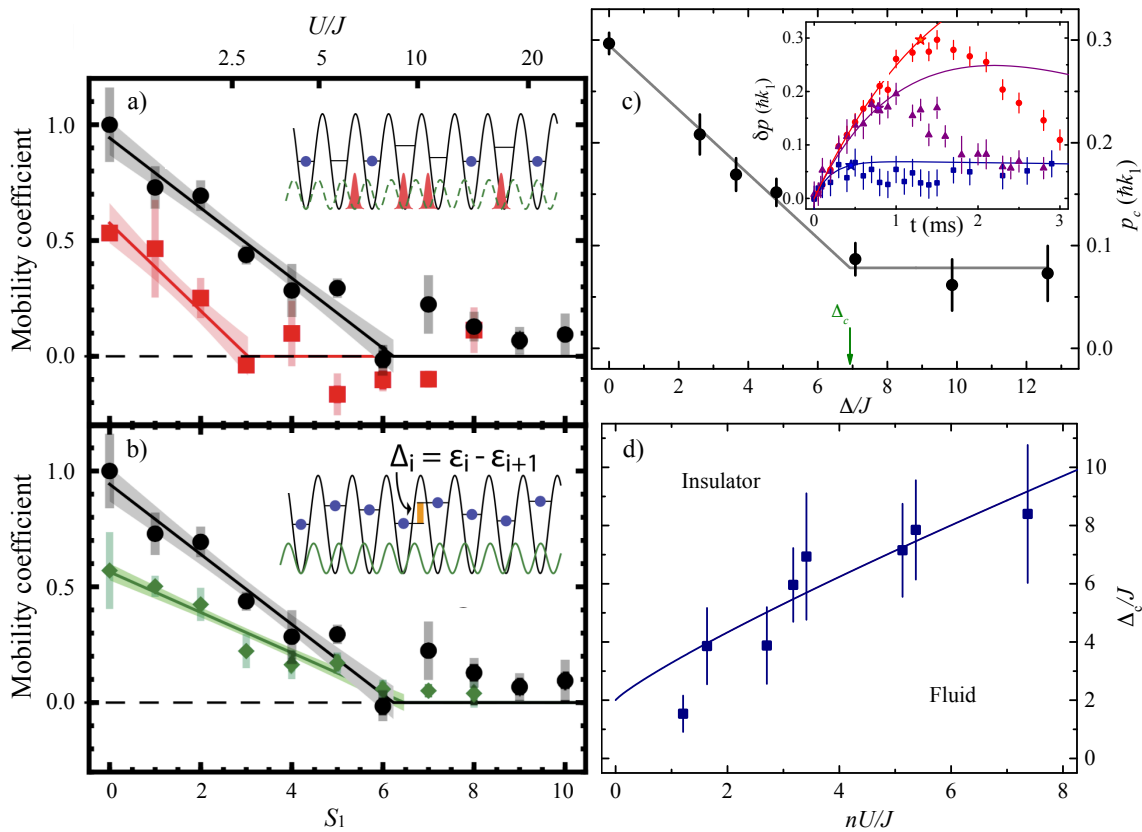 U/J
2.5 5 10 20
a)
Mobility coefficient
1.0
0.5
0.0
b)
Δi = εi - εi+1
Mobility coefficient
1.0
0.5
0.0
0 2 4 6 8 10
S1
c)
δp (ħk1)
0.3
0.2
0.1
0.0
0 1 2 3
t (ms)
0.3
0.2
0.1
0.0
pc (ħk1)
Δc
0 2 4 6 8 10 12
Δ/J
d)
Insulator
Fluid
10
8
6
4
2
0
Δc/J
0 2 4 6 8
nU/J